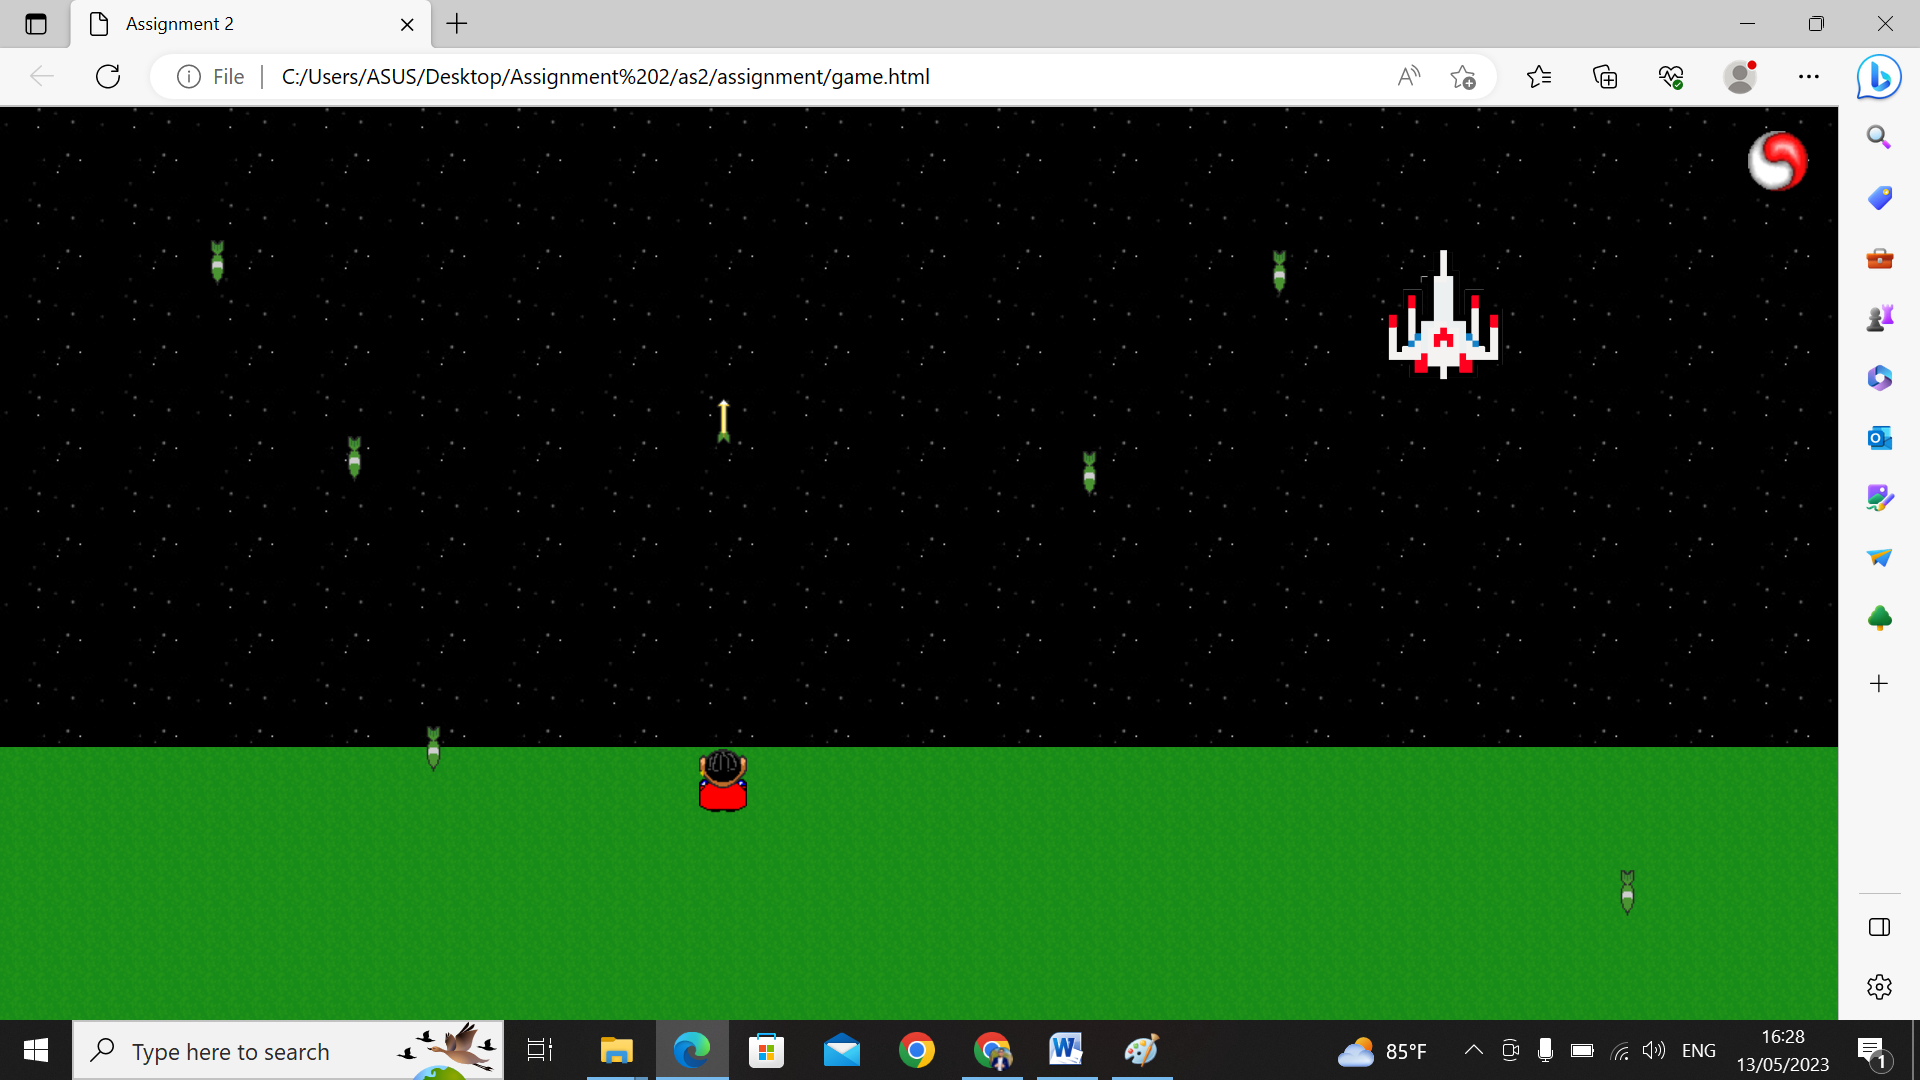 Assignment 2
File
C:/Users/ASUS/Desktop/Assignment%202/as2/assignment/game.html
Type here to search
85°F
ENG
16:28
13/05/2023
1